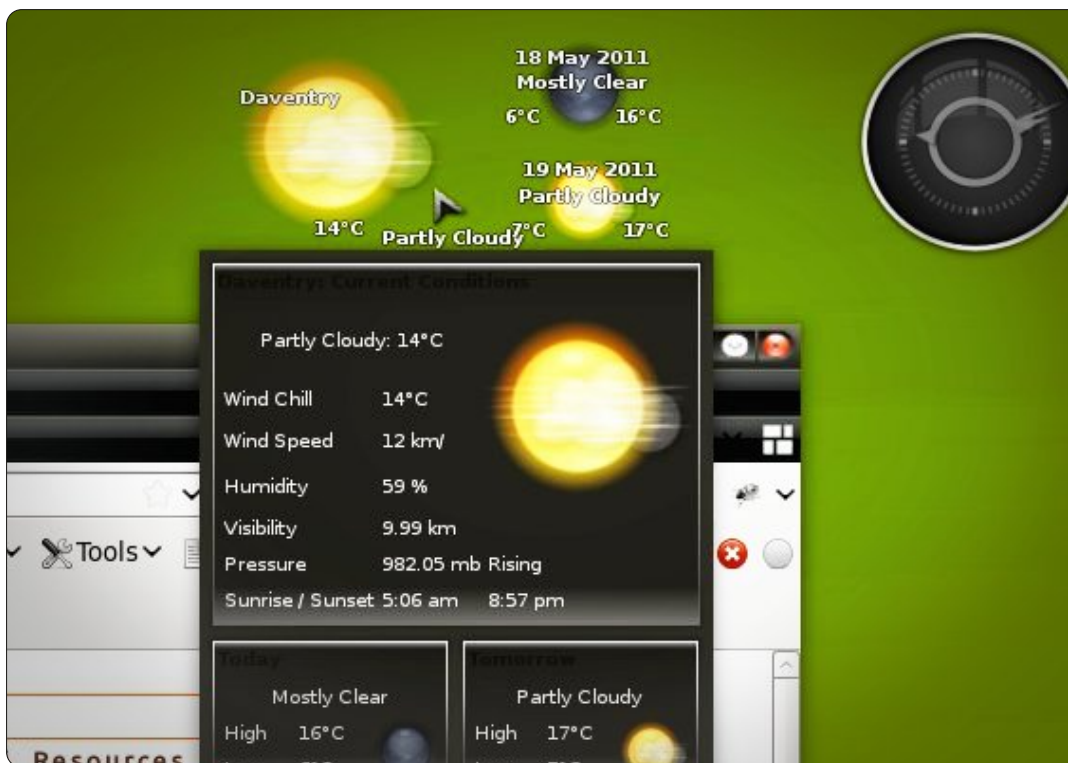 Daventry
14°C
Partly Cloudy
18 May 2011
Mostly Clear
6°C 16°C
19 May 2011
Partly Cloudy
7°C 17°C
Daventry: Current Conditions
Partly Cloudy: 14°C
Wind Chill 14°C
Wind Speed 12 km/
Humidity 59 %
Visibility 9.99 km
Pressure 982.05 mb Rising
Sunrise / Sunset 5:06 am 8:57 pm
Tools
Today
Mostly Clear
High 16°C
Tomorrow
Partly Cloudy
High 17°C
Resources